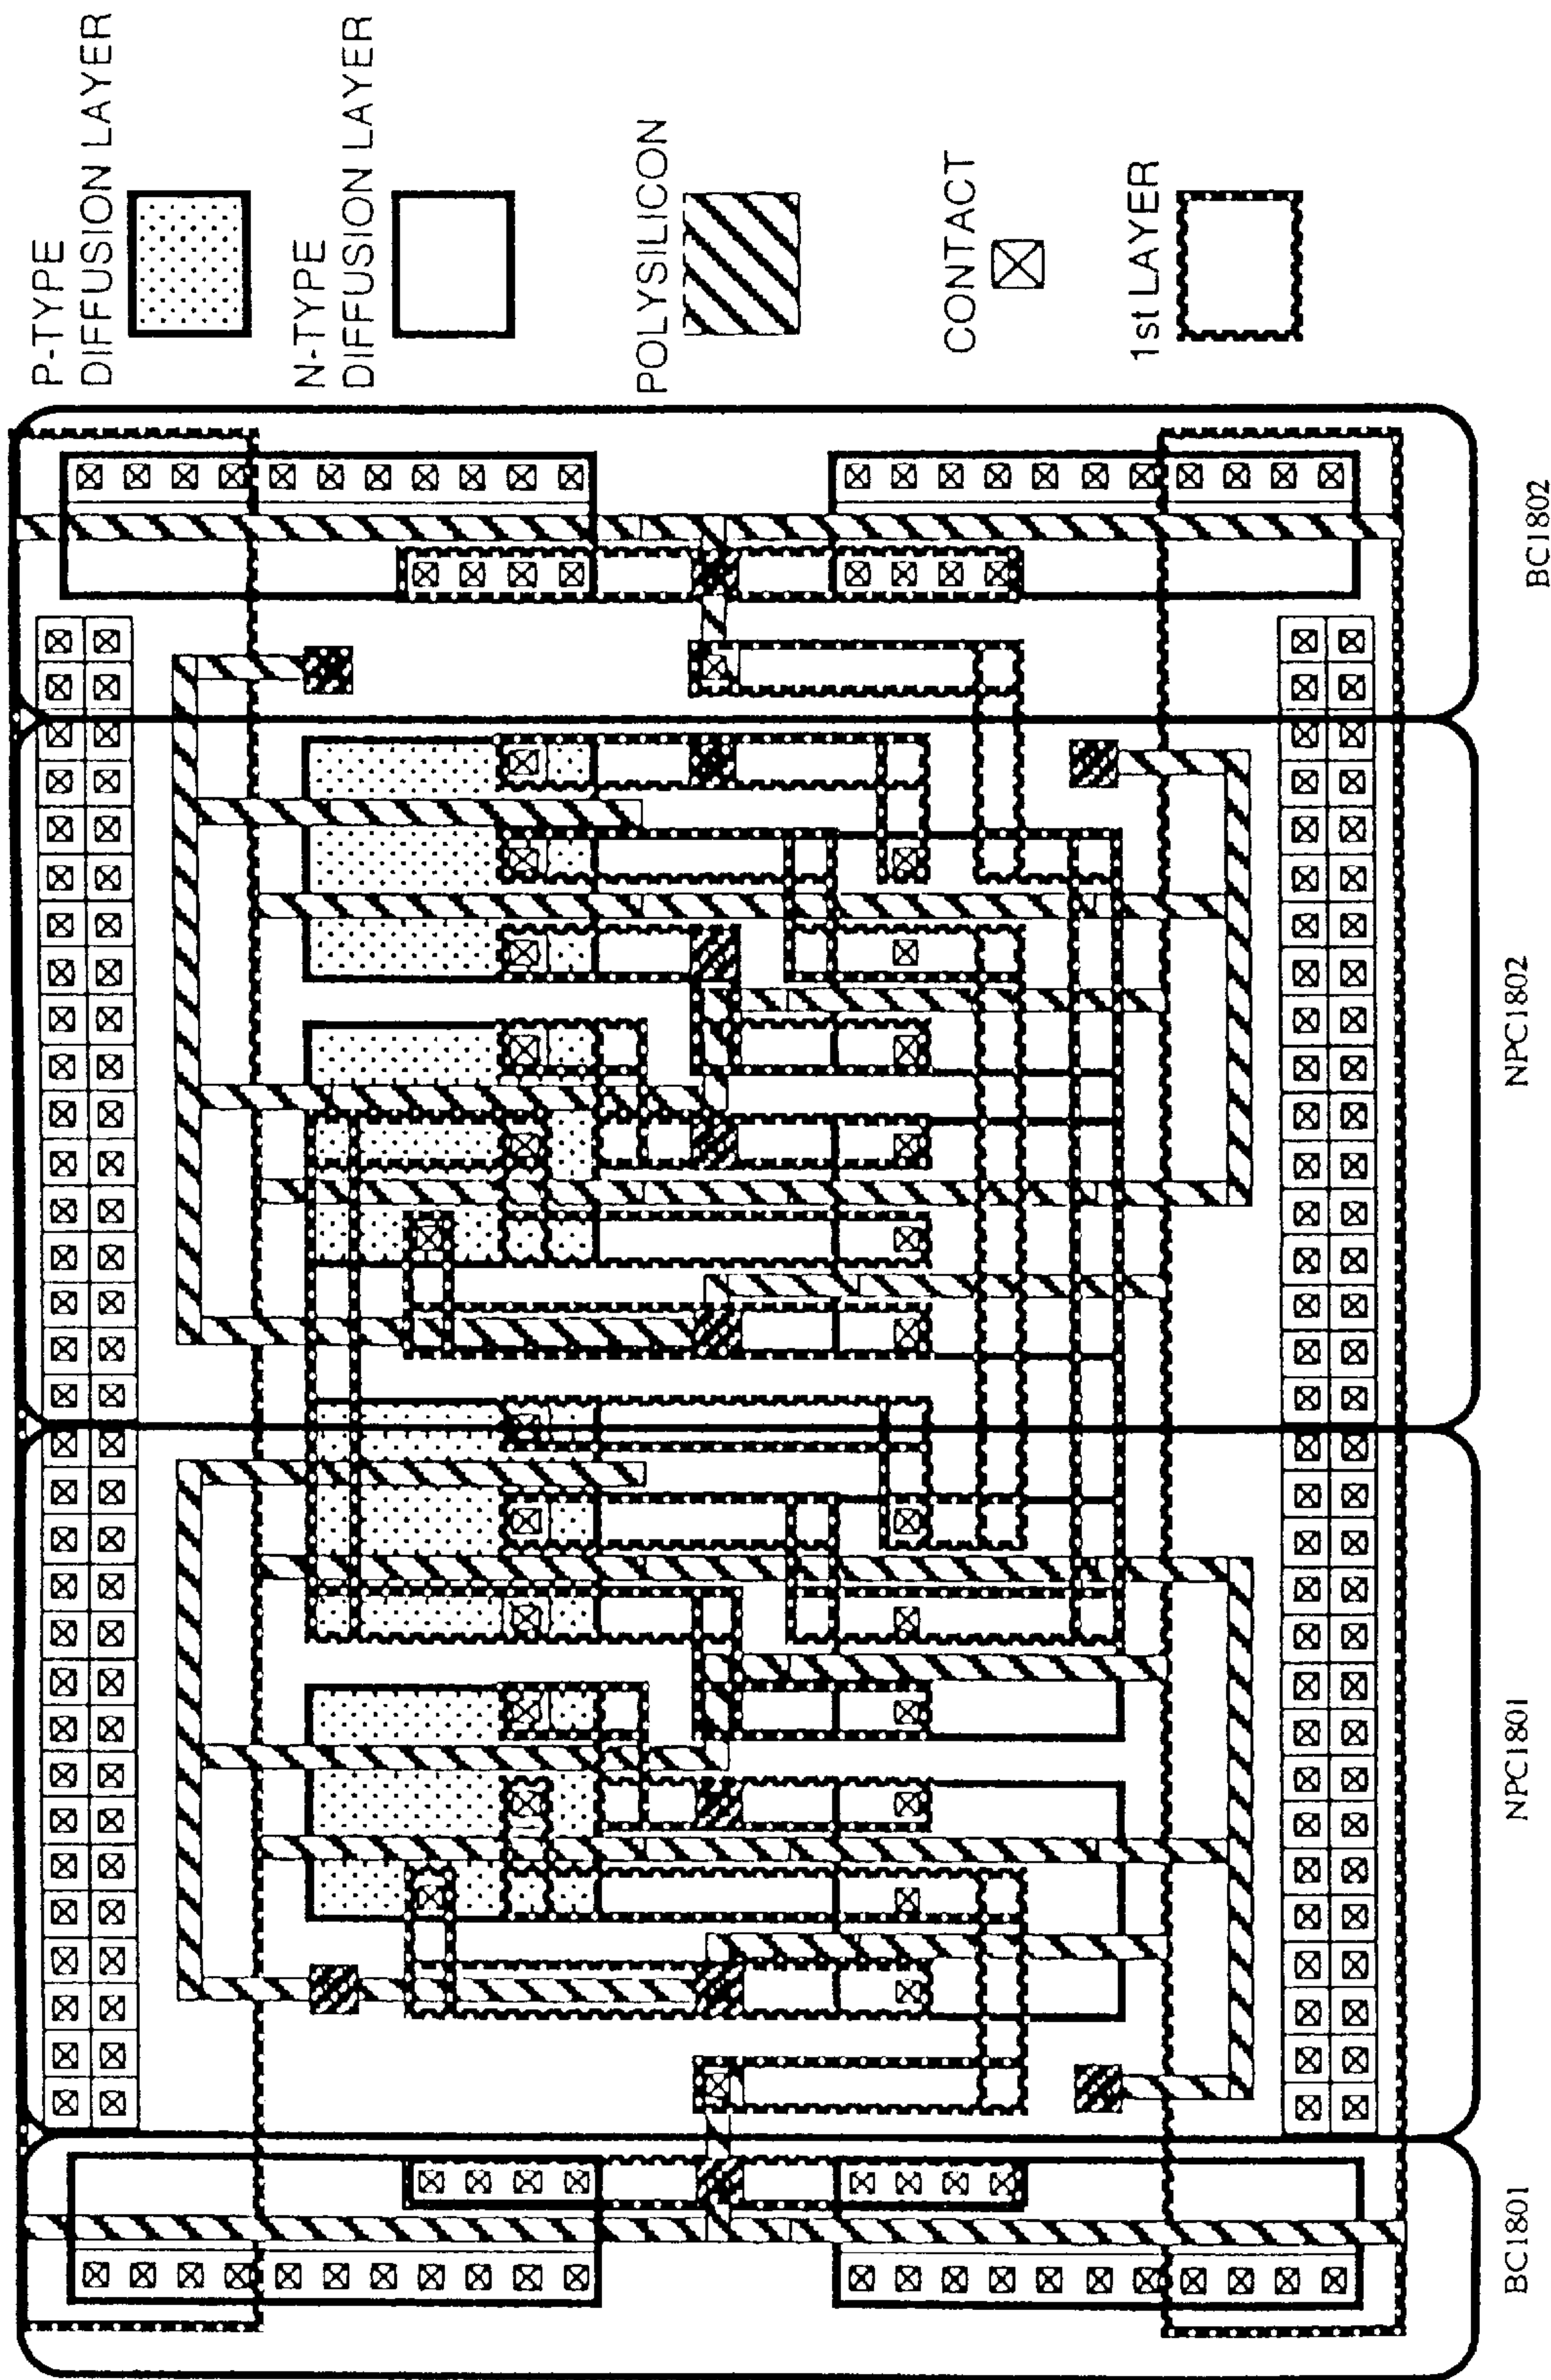 P-TYPE
DIFFUSION LAYER
N-TYPE
DIFFUSION LAYER
POLYSILICON
CONTACT
1st LAYER
BC1801
NPC1801
NPC1802
BC1802